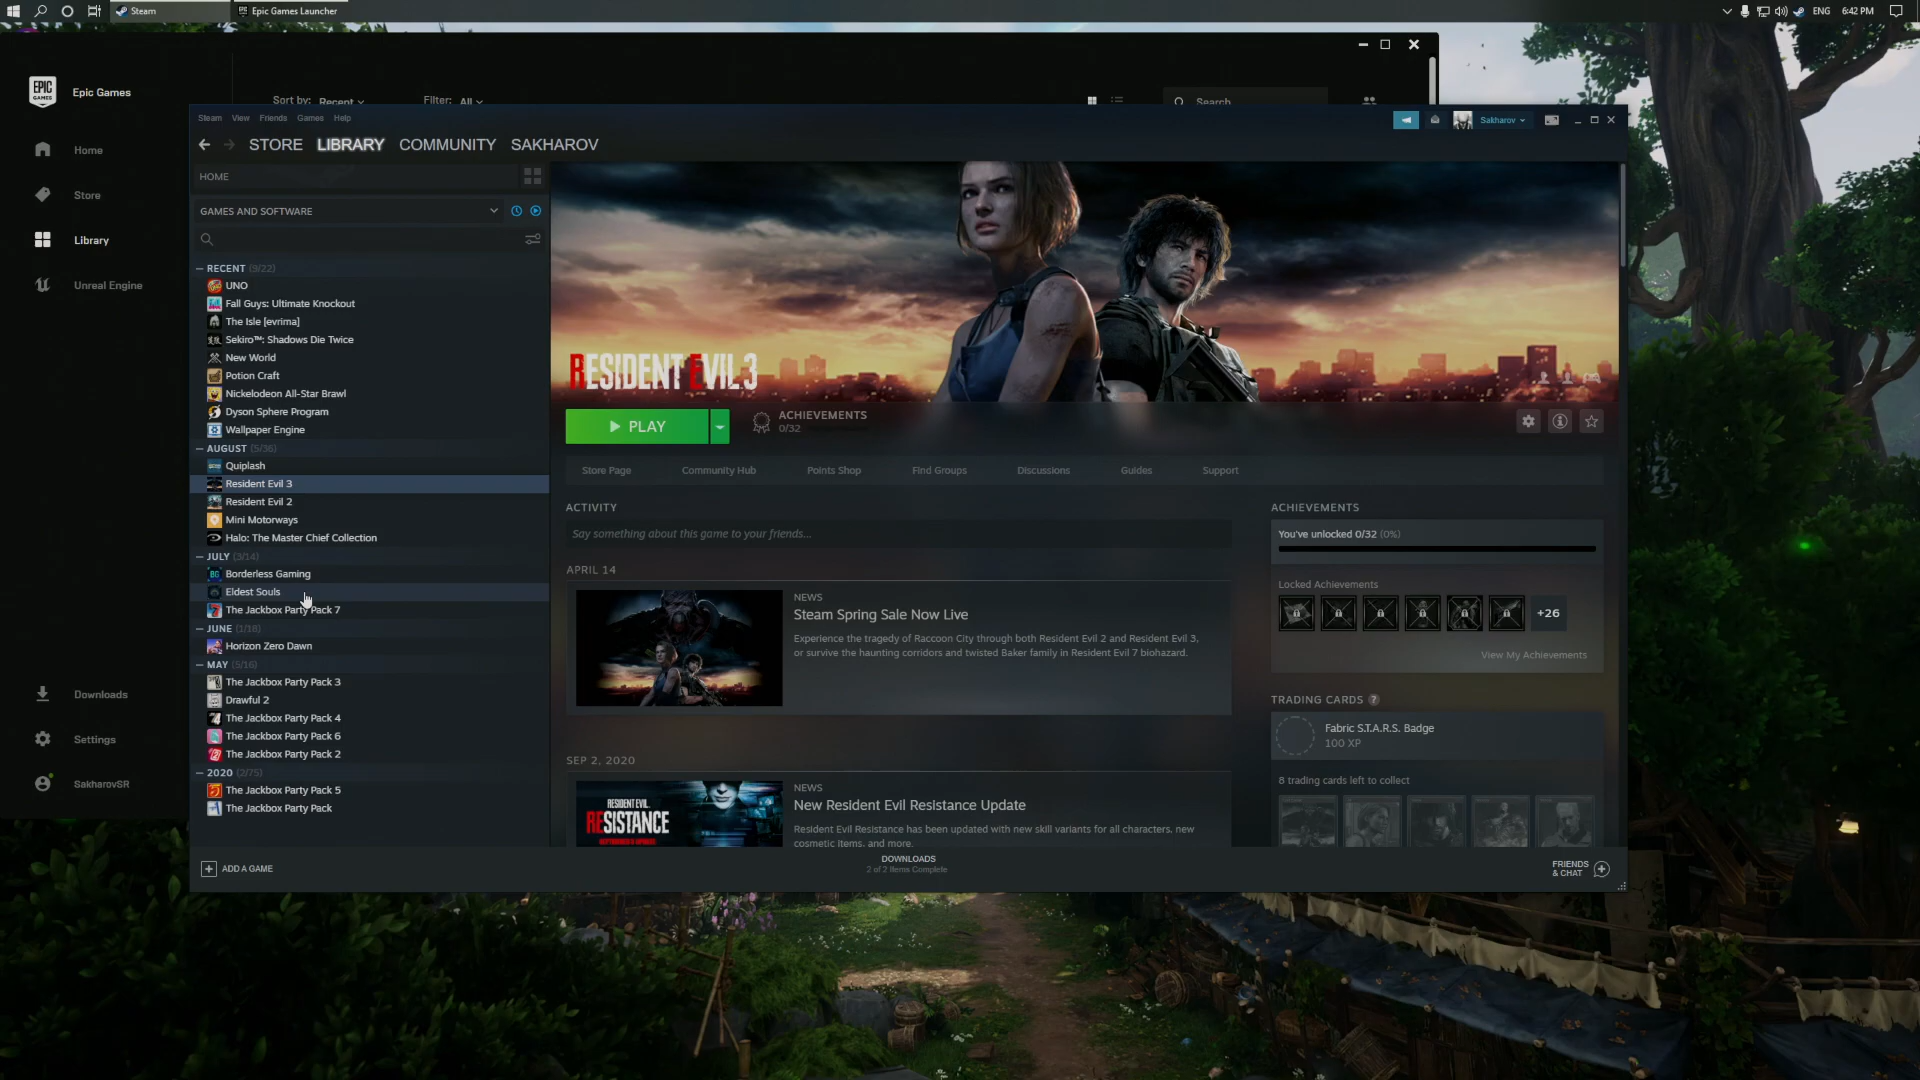 Steam
Epic Games Launcher
ENG
6:42 PM
EPIC
GAMES
Epic Games
Sort by: Recent
Filter: All
Search
Home
Store
Library
Unreal Engine
Downloads
Settings
SakharovSR
Steam View Friends Games Help
Sakharov
STORE LIBRARY COMMUNITY SAKHAROV
HOME
GAMES AND SOFTWARE
RECENT (9/22)
UNO
Fall Guys: Ultimate Knockout
The Isle [evrima]
Sekiro™: Shadows Die Twice
New World
Potion Craft
Nickelodeon All-Star Brawl
Dyson Sphere Program
Wallpaper Engine
AUGUST (5/36)
Quiplash
Resident Evil 3
Resident Evil 2
Mini Motorways
Halo: The Master Chief Collection
JULY (3/14)
BG
Borderless Gaming
Eldest Souls
The Jackbox Party Pack 7
JUNE (1/18)
Horizon Zero Dawn
MAY (5/16)
The Jackbox Party Pack 3
Drawful 2
The Jackbox Party Pack 4
The Jackbox Party Pack 6
The Jackbox Party Pack 2
2020 (2/75)
The Jackbox Party Pack 5
The Jackbox Party Pack
ADD A GAME
RESIDENT EVIL 3
PLAY
ACHIEVEMENTS
0/32
Store Page Community Hub Points Shop Find Groups Discussions Guides Support
ACTIVITY
Say something about this game to your friends...
APRIL 14
NEWS
Steam Spring Sale Now Live
Experience the tragedy of Raccoon City through both Resident Evil 2 and Resident Evil 3,
or survive the haunting corridors and twisted Baker family in Resident Evil 7 biohazard.
SEP 2, 2020
RESIDENT EVIL
RESISTANCE
NEWS
New Resident Evil Resistance Update
Resident Evil Resistance has been updated with new skill variants for all characters, new
cosmetic items, and more.
ACHIEVEMENTS
You've unlocked 0/32 (0%)
Locked Achievements
+26
View My Achievements
TRADING CARDS ?
Fabric S.T.A.R.S. Badge
100 XP
8 trading cards left to collect
DOWNLOADS
2 of 2 Items Complete
FRIENDS
& CHAT